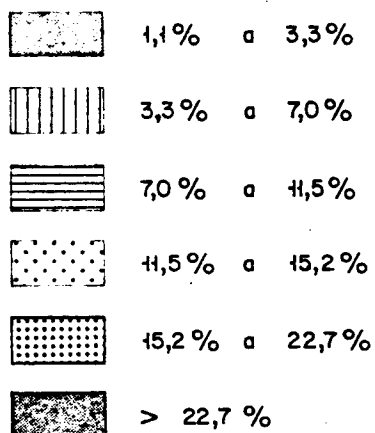 1,1% a 3,3%
3,3% a 7,0%
7,0% a 11,5%
11,5% a 15,2%
15,2% a 22,7%
> 22,7 %